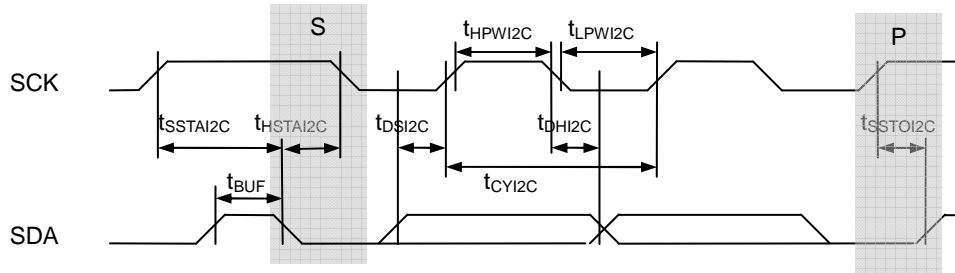 S
P
tHPWI2C tLPWI2C
SCK
tSSTAI2C tHSTAI2C tDSI2C tDHI2C tSSTOI2C
tBUF tCYI2C
SDA